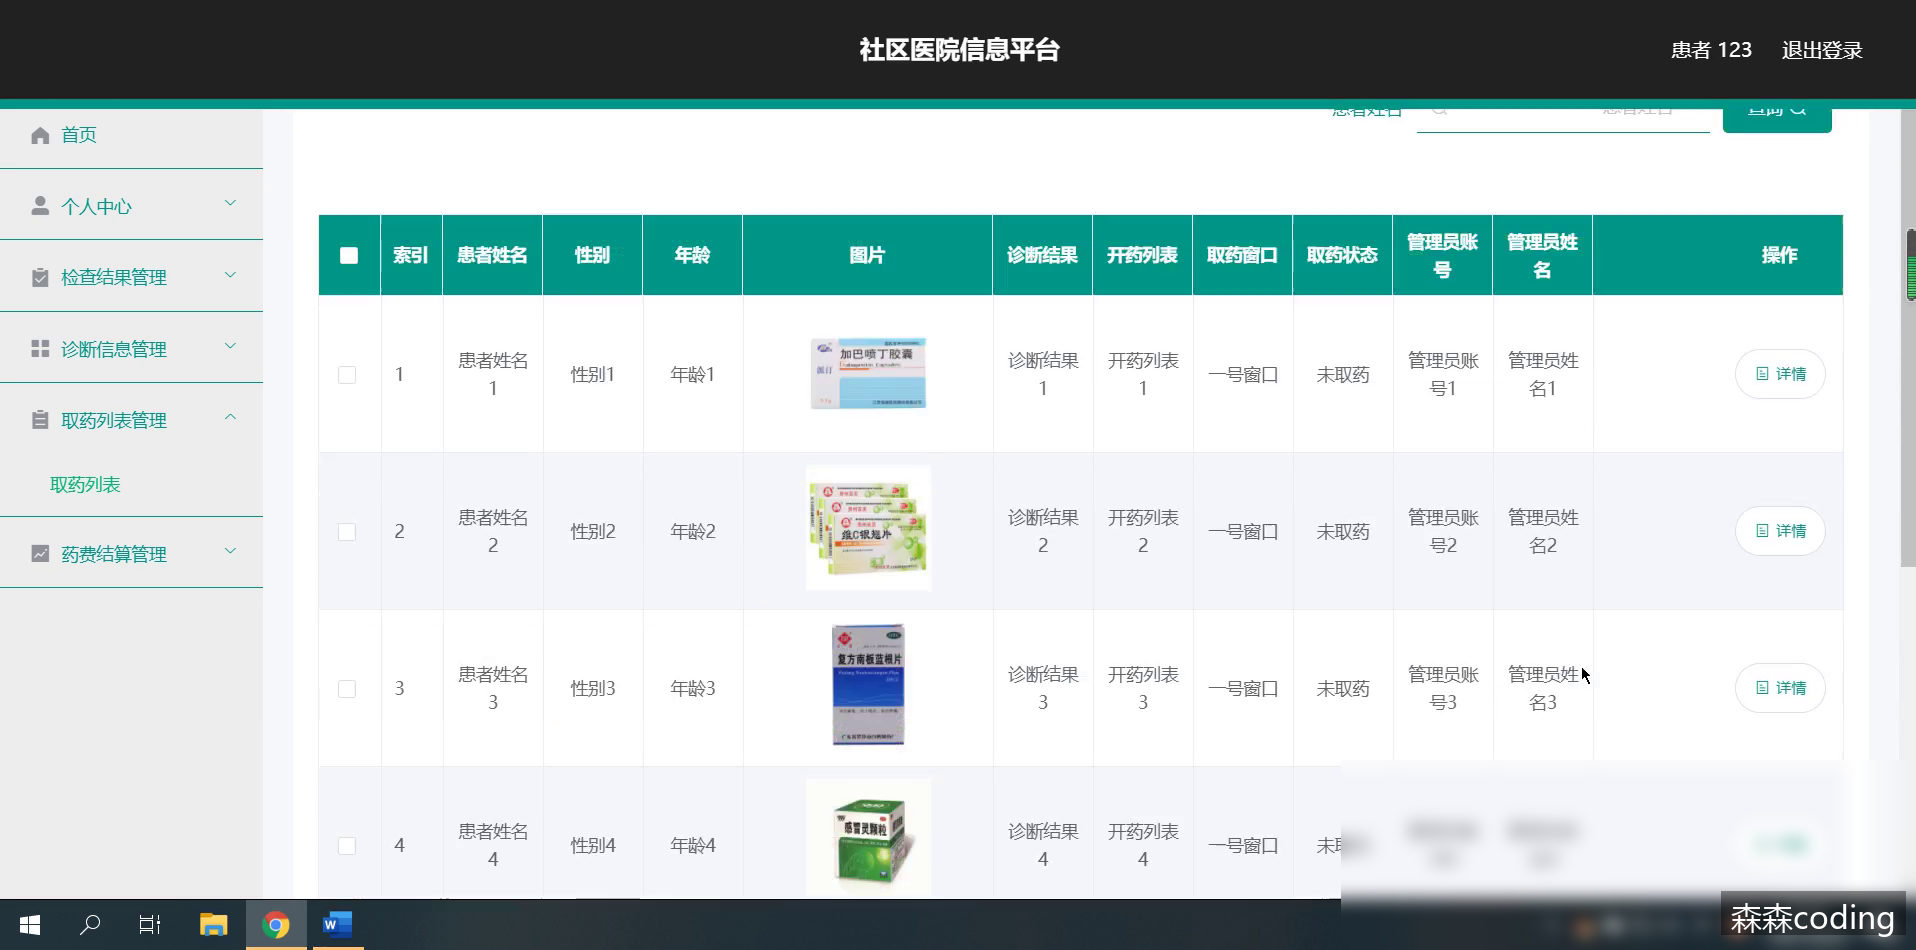 社区医院信息平台
患者 123
退出登录
患者姓名
患者姓名
查询
首页
个人中心
检查结果管理
诊断信息管理
取药列表管理
取药列表
药费结算管理
索引 患者姓名 性别 年龄 图片 诊断结果 开药列表 取药窗口 取药状态 管理员账号 管理员姓名 操作
1 患者姓名1 性别1 年龄1 诊断结果1 开药列表1 一号窗口 未取药 管理员账号1 管理员姓名1 详情
加巴喷丁胶囊
派汀
2 患者姓名2 性别2 年龄2 诊断结果2 开药列表2 一号窗口 未取药 管理员账号2 管理员姓名2 详情
维C银翘片
3 患者姓名3 性别3 年龄3 诊断结果3 开药列表3 一号窗口 未取药 管理员账号3 管理员姓名3 详情
复方南板蓝根片
4 患者姓名4 性别4 年龄4 诊断结果4 开药列表4 一号窗口
感冒灵颗粒
森森coding